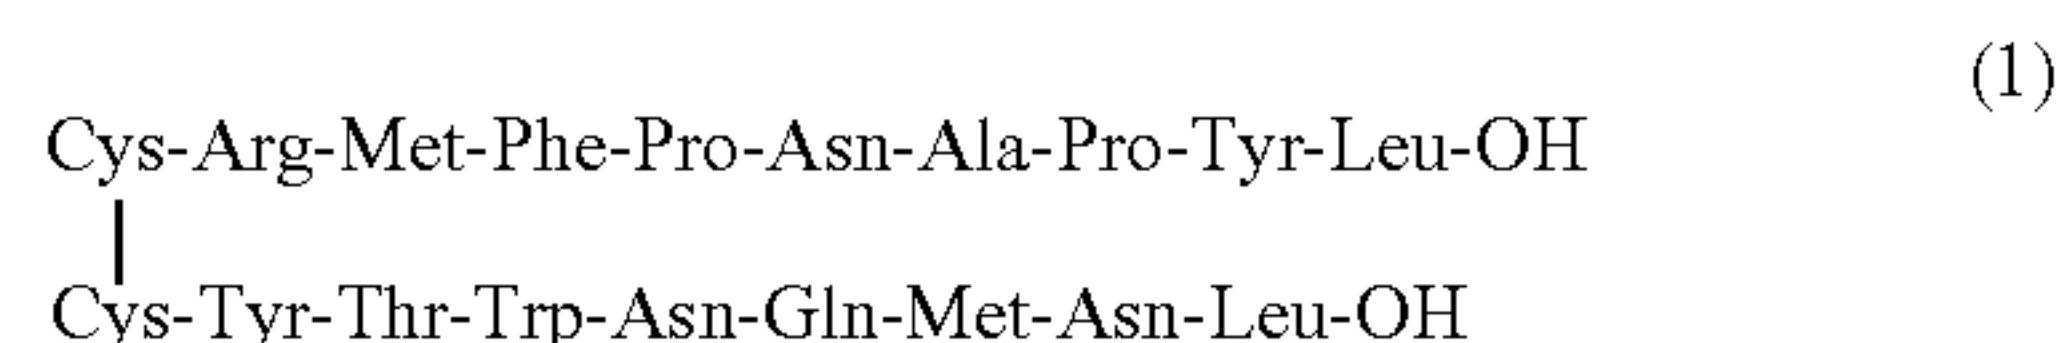 (1)
Cys-Arg-Met-Phe-Pro-Asn-Ala-Pro-Tyr-Leu-OH
Cys-Tyr-Thr-Trp-Asn-Gln-Met-Asn-Leu-OH